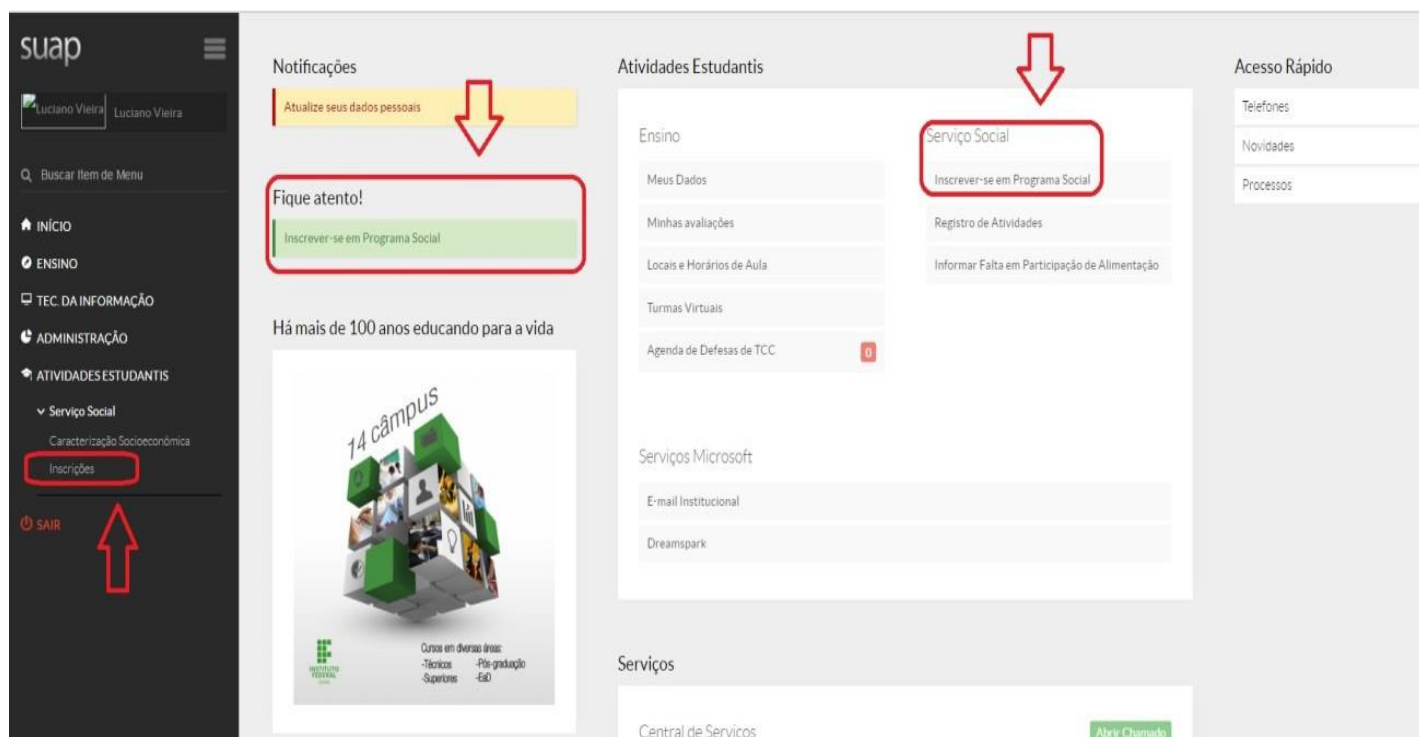 suap
Luciano Vieira
Luciano Vieira
Buscar Item de Menu
INÍCIO
ENSINO
TEC. DA INFORMAÇÃO
ADMINISTRAÇÃO
ATIVIDADES ESTUDANTIS
Serviço Social
Caracterização Socioeconômica
Inscrições
SAIR
Notificações
Atualize seus dados pessoais
Fique atento!
Inscrever-se em Programa Social
Há mais de 100 anos educando para a vida
14 câmpus
INSTITUTO
FEDERAL
Cursos em diversas áreas:
-Técnicos -Pós-graduação
-Superiores -EaD
Atividades Estudantis
Ensino
Meus Dados
Minhas avaliações
Locais e Horários de Aula
Turmas Virtuais
Agenda de Defesas de TCC 0
Serviço Social
Inscrever-se em Programa Social
Registro de Atividades
Informar Falta em Participação de Alimentação
Serviços Microsoft
E-mail Institucional
Dreamspark
Serviços
Central de Serviços
Abrir Chamado
Acesso Rápido
Telefones
Novidades
Processos